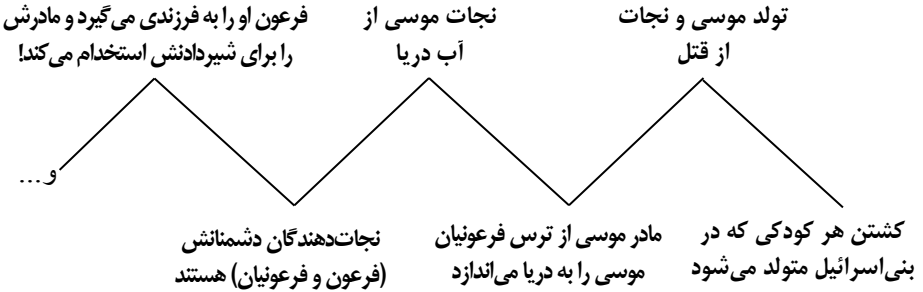 تولد موسی و نجات
از قتل
نجات موسی از
آب دریا
فرعون او را به فرزندی می‌گیرد و مادرش
را برای شیردادنش استخدام می‌کند!
و...
کشتن هر کودکی که در
بنی‌اسرائیل متولد می‌شود
مادر موسی از ترس فرعونیان
موسی را به دریا می‌اندازد
نجات‌دهندگان دشمنانش
(فرعون و فرعونیان) هستند